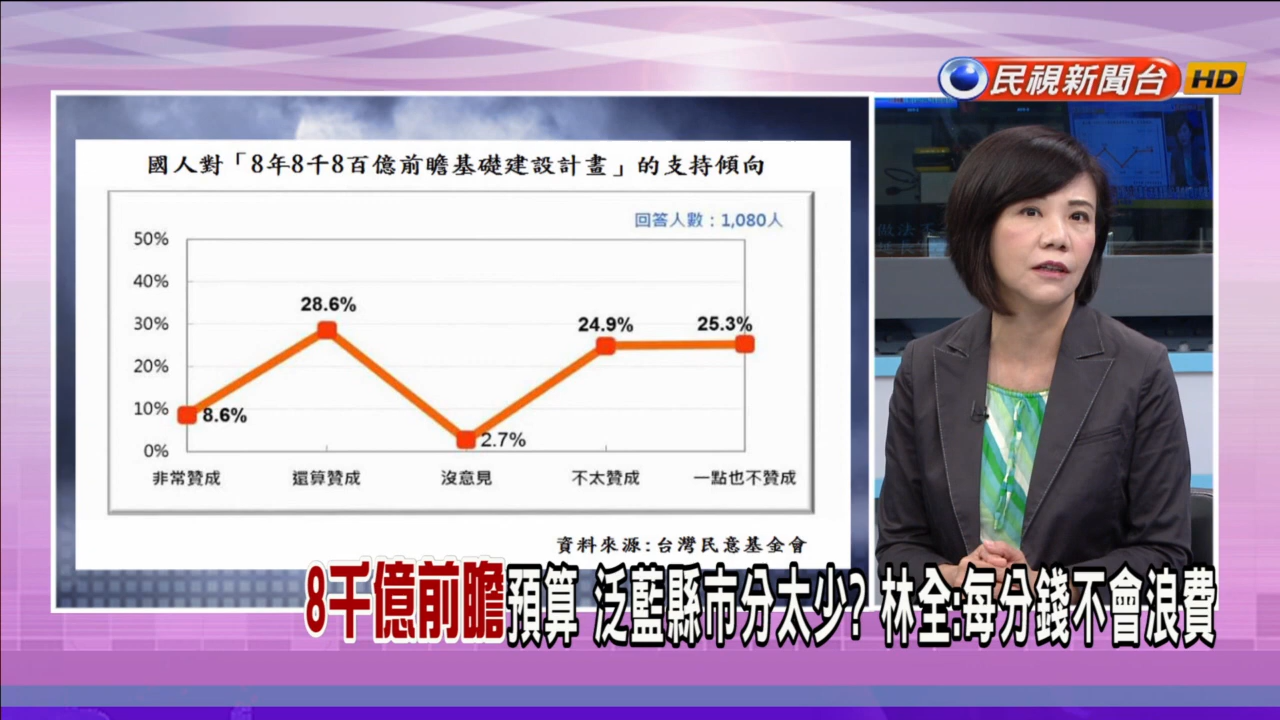 民視新聞台 HD
國人對「8年8千8百億前瞻基礎建設計畫」的支持傾向
回答人數：1,080人
50%
40%
30%
20%
10%
0%
8.6%
28.6%
2.7%
24.9%
25.3%
非常贊成 還算贊成 沒意見 不太贊成 一點也不贊成
資料來源:台灣民意基金會
8千億前瞻預算 泛藍縣市分太少? 林全:每分錢不會浪費